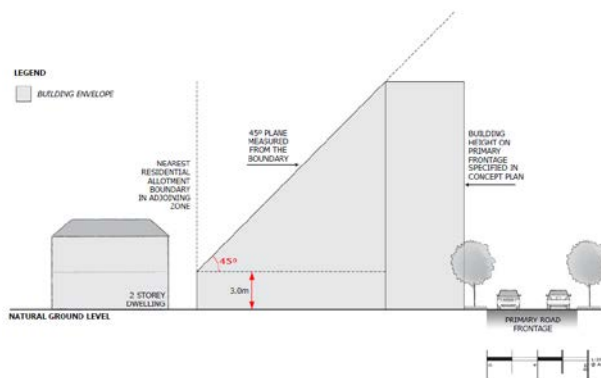 LEGEND
BUILDING ENVELOPE
45º PLANE
MEASURED
FROM THE
BOUNDARY
NEAREST
RESIDENTIAL
ALLOTMENT
BOUNDARY
IN ADJOINING
ZONE
BUILDING
HEIGHT ON
PRIMARY
FRONTAGE
SPECIFIED IN
CONCEPT PLAN
45º
3.0m
2 STOREY
DWELLING
NATURAL GROUND LEVEL
PRIMARY ROAD
FRONTAGE